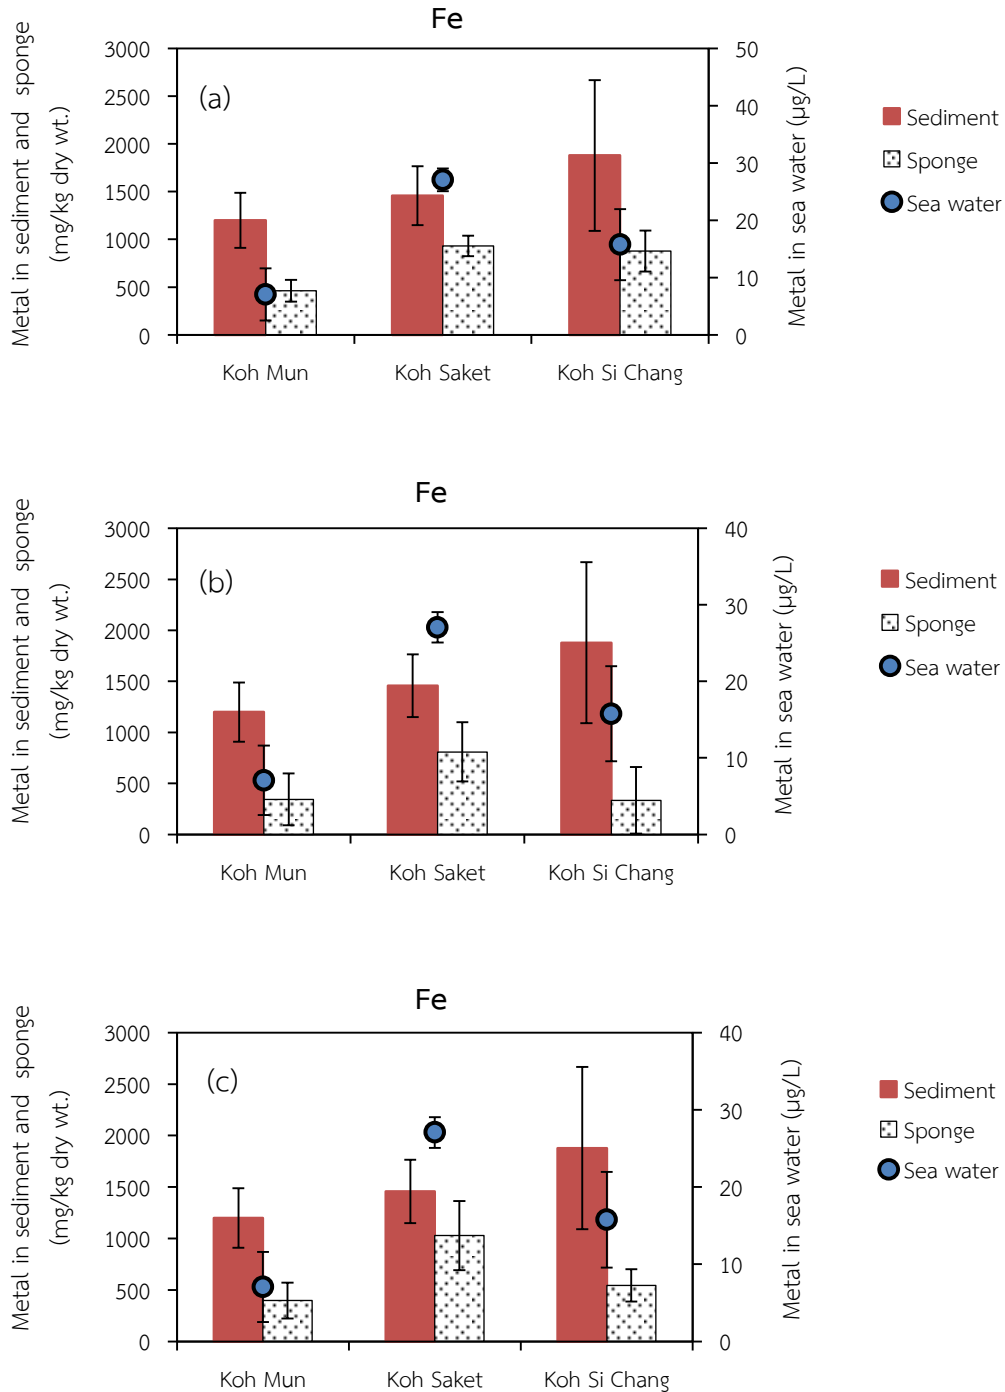 Fe
Metal in sediment and sponge
(mg/kg dry wt.)
3000
2500
2000
1500
1000
500
0
(a)
50
40
30
20
10
0
Metal in sea water (µg/L)
Koh Mun
Koh Saket
Koh Si Chang
Sediment
Sponge
Sea water
Fe
Metal in sediment and sponge
(mg/kg dry wt.)
3000
2500
2000
1500
1000
500
0
(b)
40
30
20
10
0
Metal in sea water (µg/L)
Koh Mun
Koh Saket
Koh Si Chang
Sediment
Sponge
Sea water
Fe
Metal in sediment and sponge
(mg/kg dry wt.)
3000
2500
2000
1500
1000
500
0
(c)
40
30
20
10
0
Metal in sea water (µg/L)
Koh Mun
Koh Saket
Koh Si Chang
Sediment
Sponge
Sea water